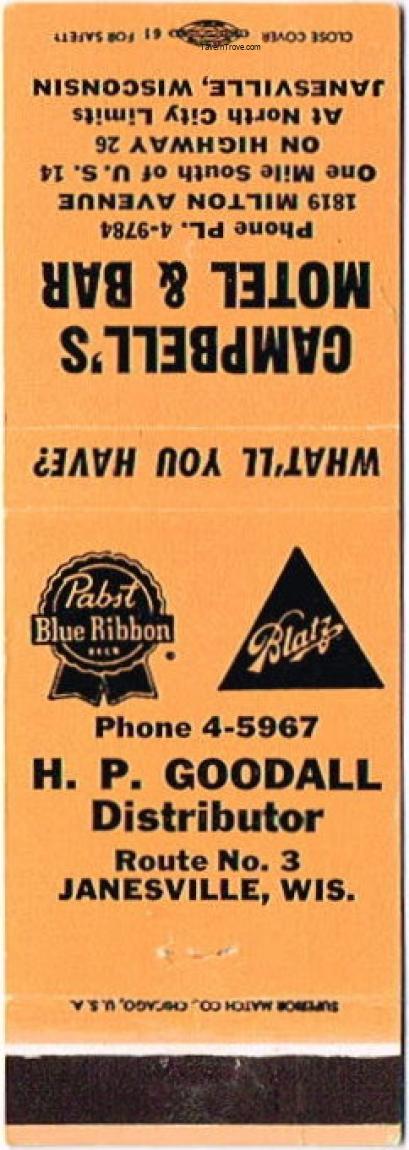 CLOSE COVER 61 FOR SAFETY
TavernTrove.com
CAMPBELL'S
MOTEL & BAR
Phone PL. 4-9784
1819 MILTON AVENUE
One Mile South of U.S. 14
ON HIGHWAY 26
At North City Limits
JANESVILLE, WISCONSIN
WHAT'LL YOU HAVE?
Pabst
Blue Ribbon
BEER
®
Blatz
Phone 4-5967
H. P. GOODALL
Distributor
Route No. 3
JANESVILLE, WIS.
SUPERIOR MATCH CO., CHICAGO, U. S. A.